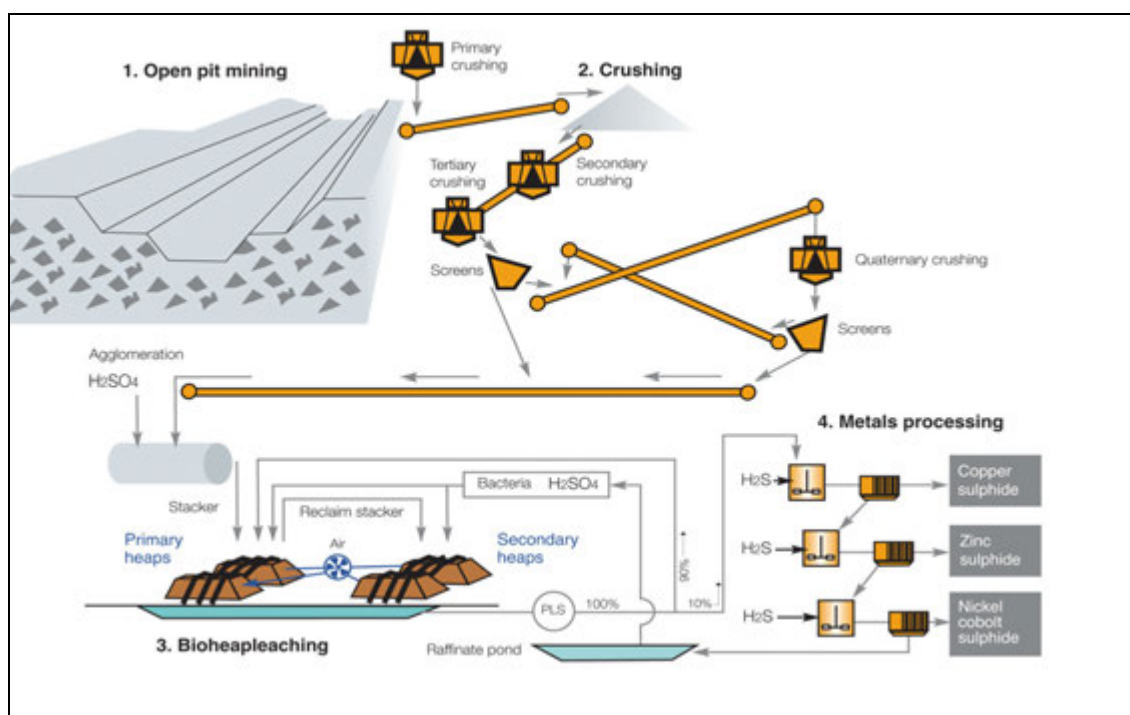 1. Open pit mining
Primary
crushing
2. Crushing
Tertiary
crushing
Secondary
crushing
Screens
Quaternary crushing
Screens
Agglomeration
H2SO4
Stacker
Bacteria H2SO4
Reclaim stacker
Primary
heaps
Air
Secondary
heaps
3. Bioheapleaching
PLS
100%
90%
10%
Raffinate pond
4. Metals processing
H2S
Copper
sulphide
H2S
Zinc
sulphide
H2S
Nickel
cobolt
sulphide